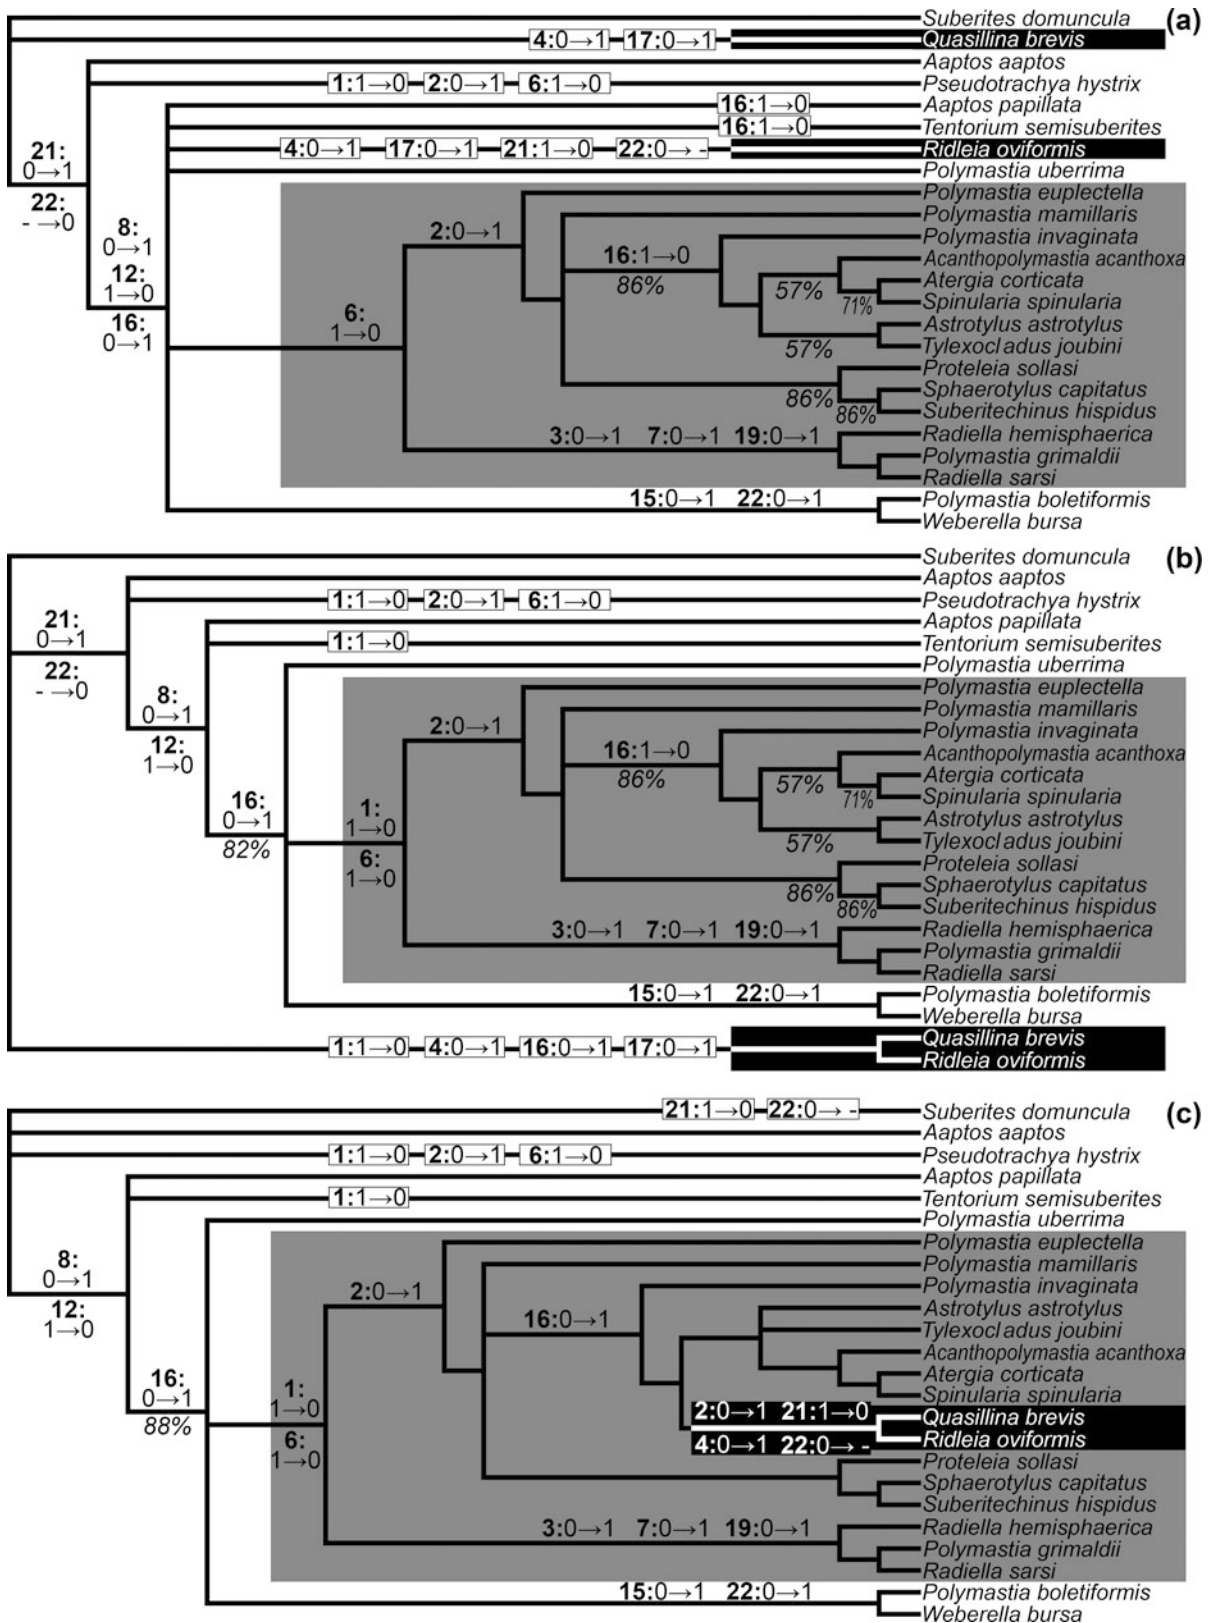 (a)
Suberites domuncula
4:0→1 17:0→1 Quasillina brevis
Aaptos aaptos
1:1→0 2:0→1 6:1→0 Pseudotrachya hystrix
16:1→0 Aaptos papillata
16:1→0 Tentorium semisuberites
4:0→1 17:0→1 21:1→0 22:0→- Ridleia oviformis
21:
0→1
22:
-→0
Polymastia uberrima
8:
0→1
12:
1→0
16:
0→1
Polymastia euplectella
2:0→1
Polymastia mamillaris
Polymastia invaginata
16:1→0
86%
Acanthopolymastia acanthoxa
57%
Atergia corticata
71%
Spinularia spinularia
6:
1→0
Astrotylus astrotylus
57%
Tylexocladus joubini
Proteleia sollasi
86%
Sphaerotylus capitatus
86%
Suberitechinus hispidus
3:0→1 7:0→1 19:0→1 Radiella hemisphaerica
Polymastia grimaldii
Radiella sarsi
15:0→1 22:0→1 Polymastia boletiformis
Weberella bursa
(b)
Suberites domuncula
Aaptos aaptos
1:1→0 2:0→1 6:1→0 Pseudotrachya hystrix
Aaptos papillata
1:1→0 Tentorium semisuberites
21:
0→1
22:
-→0
Polymastia uberrima
8:
0→1
12:
1→0
Polymastia euplectella
2:0→1
Polymastia mamillaris
Polymastia invaginata
16:1→0
86%
Acanthopolymastia acanthoxa
57%
Atergia corticata
71%
Spinularia spinularia
16:
0→1
82%
1:
1→0
6:
1→0
Astrotylus astrotylus
57%
Tylexocladus joubini
Proteleia sollasi
86%
Sphaerotylus capitatus
86%
Suberitechinus hispidus
3:0→1 7:0→1 19:0→1 Radiella hemisphaerica
Polymastia grimaldii
Radiella sarsi
15:0→1 22:0→1 Polymastia boletiformis
Weberella bursa
1:1→0 4:0→1 16:0→1 17:0→1 Quasillina brevis
Ridleia oviformis
(c)
21:1→0 22:0→- Suberites domuncula
Aaptos aaptos
1:1→0 2:0→1 6:1→0 Pseudotrachya hystrix
Aaptos papillata
1:1→0 Tentorium semisuberites
Polymastia uberrima
8:
0→1
12:
1→0
Polymastia euplectella
2:0→1
Polymastia mamillaris
Polymastia invaginata
16:0→1
Astrotylus astrotylus
Tylexocladus joubini
Acanthopolymastia acanthoxa
Atergia corticata
Spinularia spinularia
16:
0→1
88%
1:
1→0
6:
1→0
2:0→1 21:1→0 Quasillina brevis
4:0→1 22:0→- Ridleia oviformis
Proteleia sollasi
Sphaerotylus capitatus
Suberitechinus hispidus
3:0→1 7:0→1 19:0→1 Radiella hemisphaerica
Polymastia grimaldii
Radiella sarsi
15:0→1 22:0→1 Polymastia boletiformis
Weberella bursa